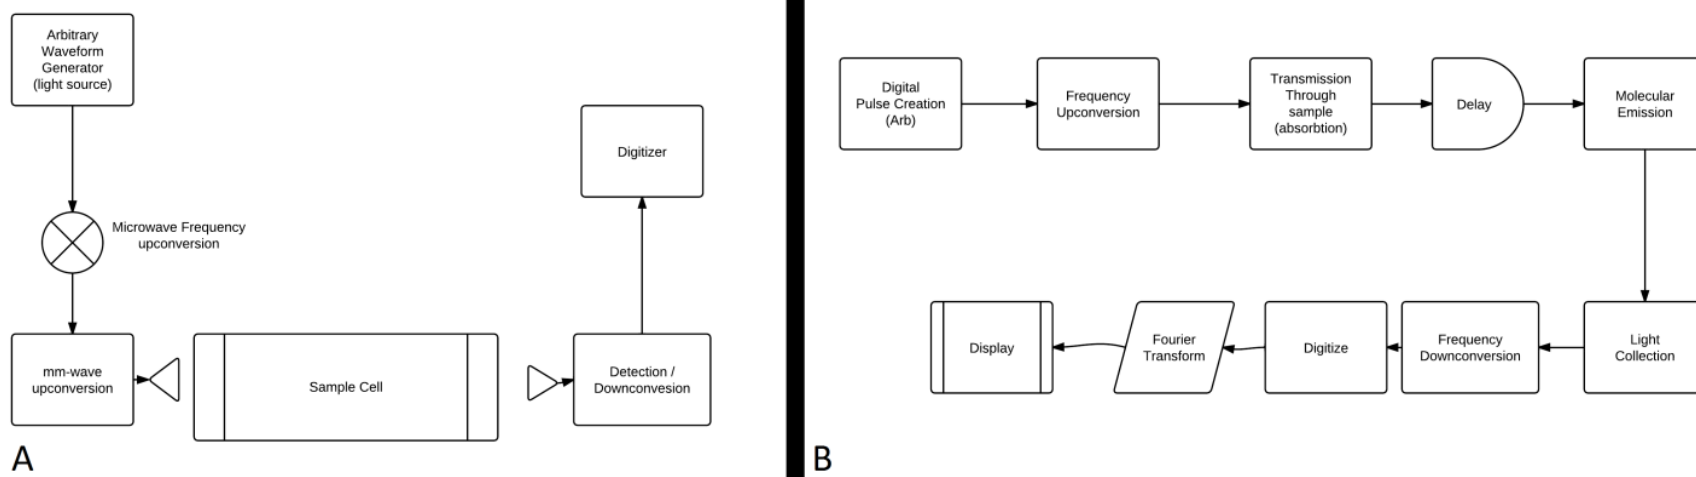 Arbitrary
Waveform
Generator
(light source)
Microwave Frequency
upconversion
mm-wave
upconversion
Sample Cell
Detection /
Downconvesion
Digitizer
A
Digital
Pulse Creation
(Arb)
Frequency
Upconversion
Transmission
Through
sample
(absorbtion)
Delay
Molecular
Emission
Light
Collection
Frequency
Downconversion
Digitize
Fourier
Transform
Display
B